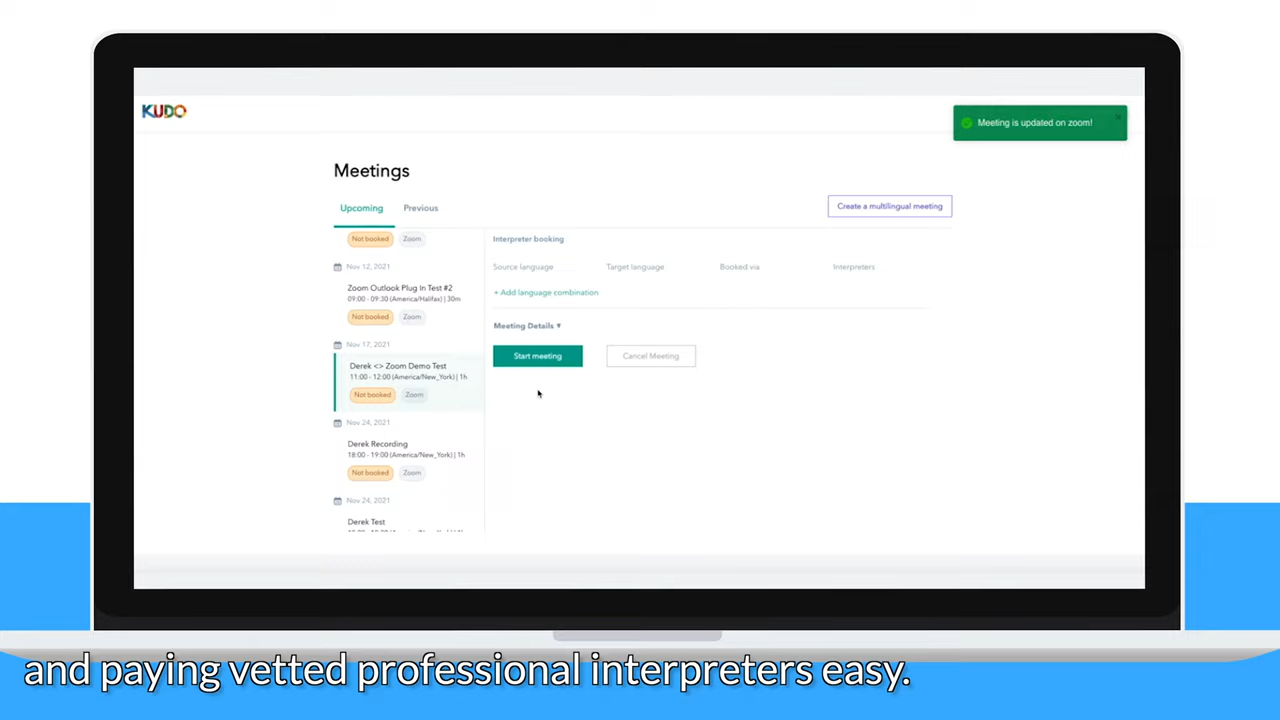 KUDO
Meeting is updated on zoom!
Meetings
Upcoming Previous
Create a multilingual meeting
Not booked Zoom
Nov 12, 2021
Zoom Outlook Plug In Test #2
09:00 - 09:30 (America/Halifax) | 30m
Not booked Zoom
Nov 17, 2021
Derek <> Zoom Demo Test
11:00 - 12:00 (America/New_York) | 1h
Not booked Zoom
Nov 24, 2021
Derek Recording
18:00 - 19:00 (America/New_York) | 1h
Not booked Zoom
Nov 24, 2021
Derek Test
Interpreter booking
Source language Target language Booked via Interpreters
+ Add language combination
Meeting Details
Start meeting Cancel Meeting
and paying vetted professional interpreters easy.